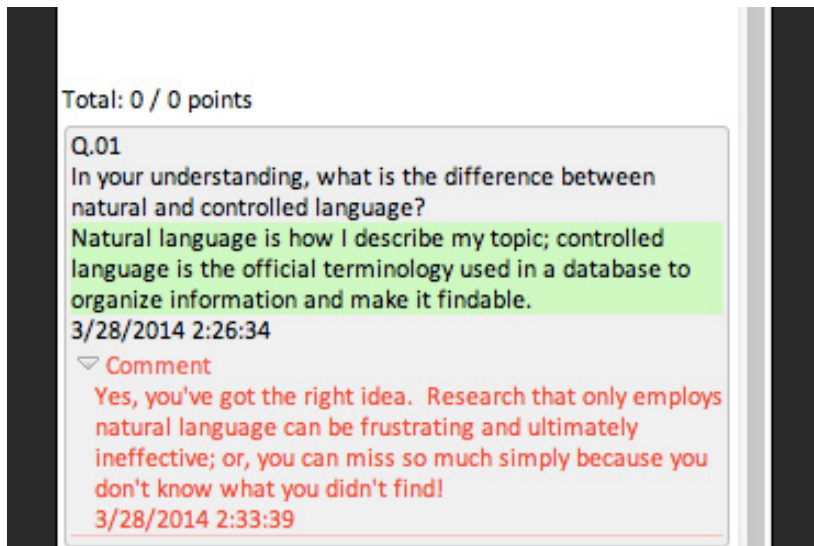 Total: 0 / 0 points
Q.01
In your understanding, what is the difference between
natural and controlled language?
Natural language is how I describe my topic; controlled
language is the official terminology used in a database to
organize information and make it findable.
3/28/2014 2:26:34
Comment
Yes, you've got the right idea.  Research that only employs
natural language can be frustrating and ultimately
ineffective; or, you can miss so much simply because you
don't know what you didn't find!
3/28/2014 2:33:39